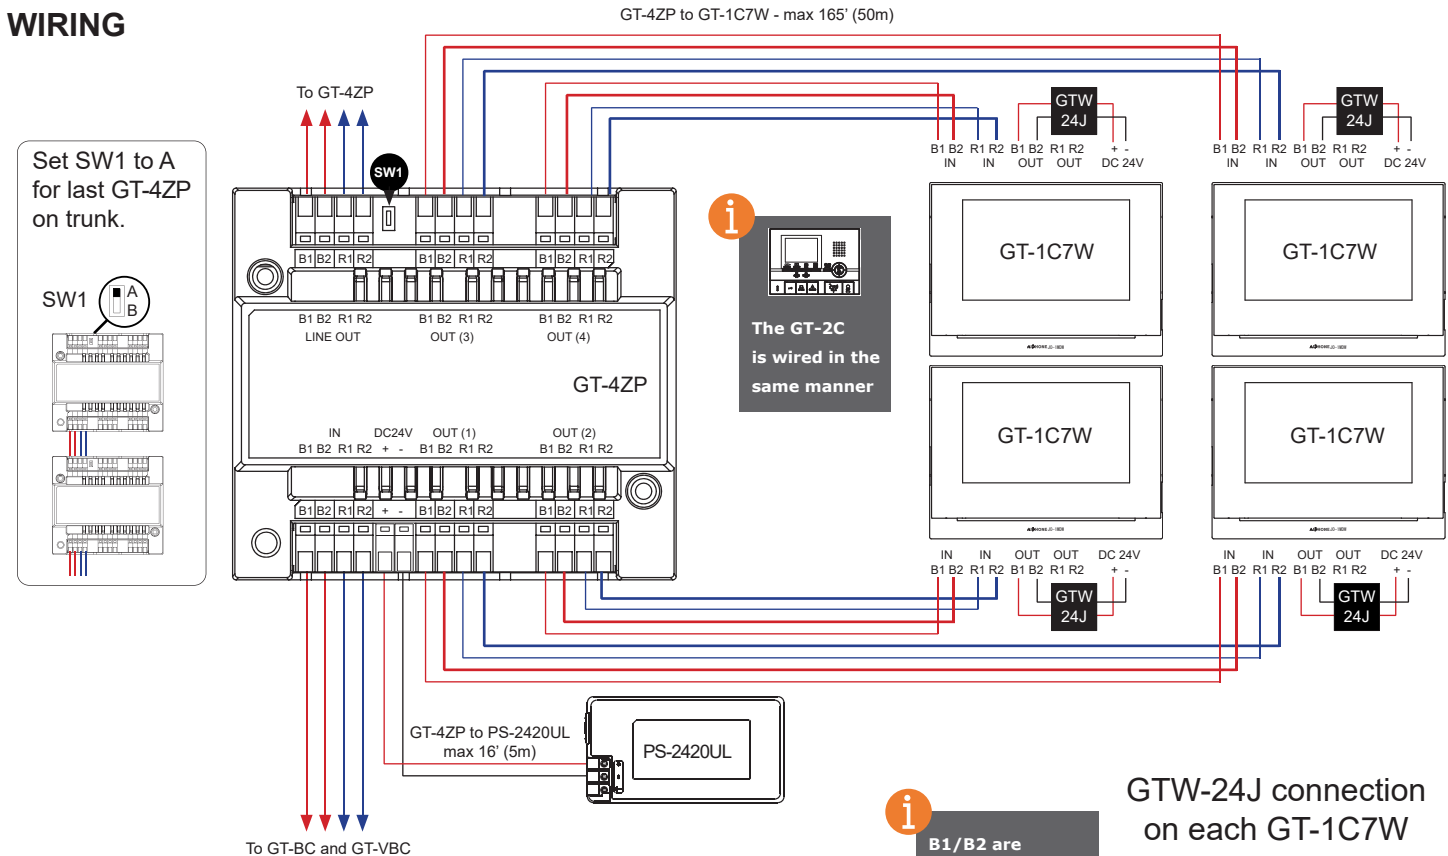 WIRING
GT-4ZP to GT-1C7W - max 165' (50m)
To GT-4ZP
Set SW1 to A
for last GT-4ZP
on trunk.
SW1
A
B
SW1
B1 B2 R1 R2 B1 B2 R1 R2 B1 B2 R1 R2
B1 B2 R1 R2 B1 B2 R1 R2 B1 B2 R1 R2
LINE OUT OUT (3) OUT (4)
GT-4ZP
IN DC24V OUT (1) OUT (2)
B1 B2 R1 R2 + - B1 B2 R1 R2 B1 B2 R1 R2
B1 B2 R1 R2 + - B1 B2 R1 R2 B1 B2 R1 R2
The GT-2C
is wired in the
same manner
GTW
24J
B1 B2 R1 R2 B1 B2 R1 R2 + -
IN IN OUT OUT DC 24V
GT-1C7W
GTW
24J
B1 B2 R1 R2 B1 B2 R1 R2 + -
IN IN OUT OUT DC 24V
GT-1C7W
GT-1C7W
IN IN OUT OUT DC 24V
B1 B2 R1 R2 B1 B2 R1 R2 + -
GTW
24J
GT-1C7W
IN IN OUT OUT DC 24V
B1 B2 R1 R2 B1 B2 R1 R2 + -
GTW
24J
GT-4ZP to PS-2420UL
max 16' (5m)
PS-2420UL
To GT-BC and GT-VBC
B1/B2 are
GTW-24J connection
on each GT-1C7W